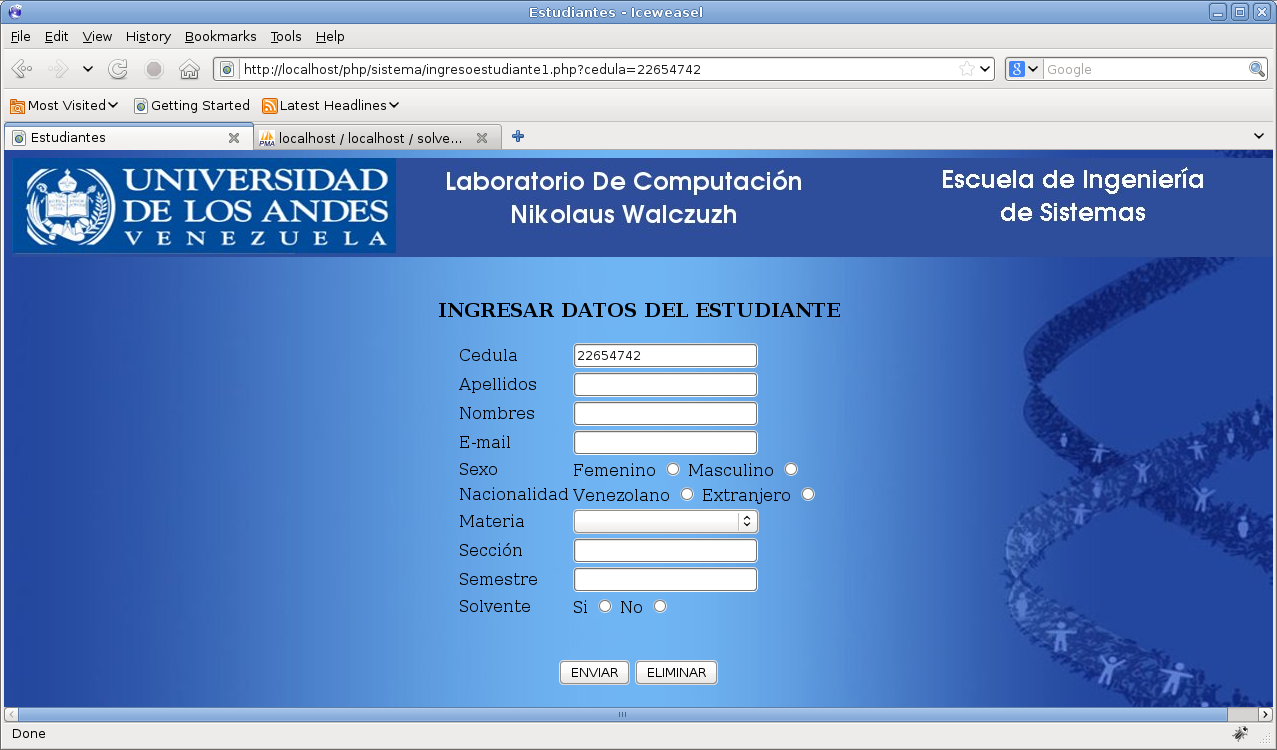 Estudiantes - Iceweasel
File Edit View History Bookmarks Tools Help
http://localhost/php/sistema/ingresoestudiante1.php?cedula=22654742
8 Google
Most Visited Getting Started Latest Headlines
Estudiantes
PMA localhost / localhost / solve...
UNIVERSIDAD
DE LOS ANDES
VENEZUELA
Laboratorio De Computación
Nikolaus Walczuzh
Escuela de Ingeniería
de Sistemas
INGRESAR DATOS DEL ESTUDIANTE
Cedula 22654742
Apellidos
Nombres
E-mail
Sexo Femenino Masculino
Nacionalidad Venezolano Extranjero
Materia
Sección
Semestre
Solvente Si No
ENVIAR ELIMINAR
Done